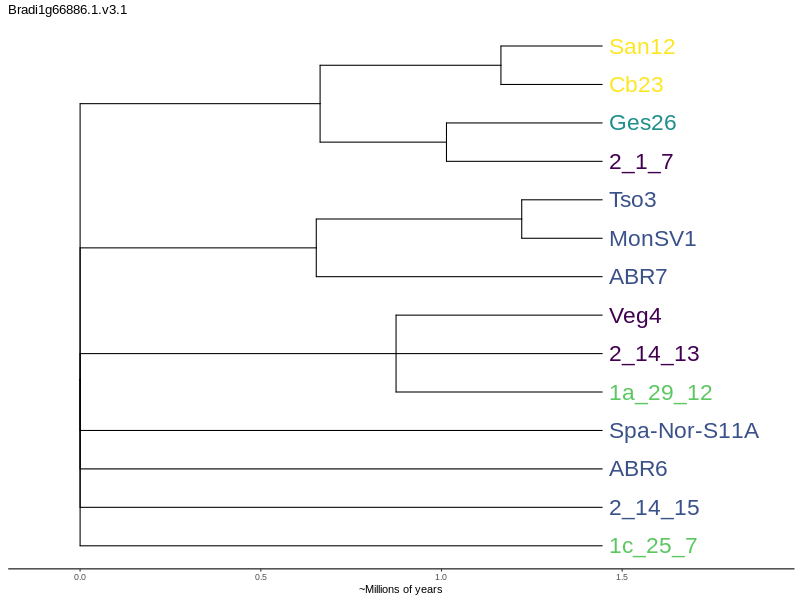 Bradi1g66886.1.v3.1
San12
Cb23
Ges26
2_1_7
Tso3
MonSV1
ABR7
Veg4
2_14_13
1a_29_12
Spa-Nor-S11A
ABR6
2_14_15
1c_25_7
0.0 0.5 1.0 1.5
~Millions of years